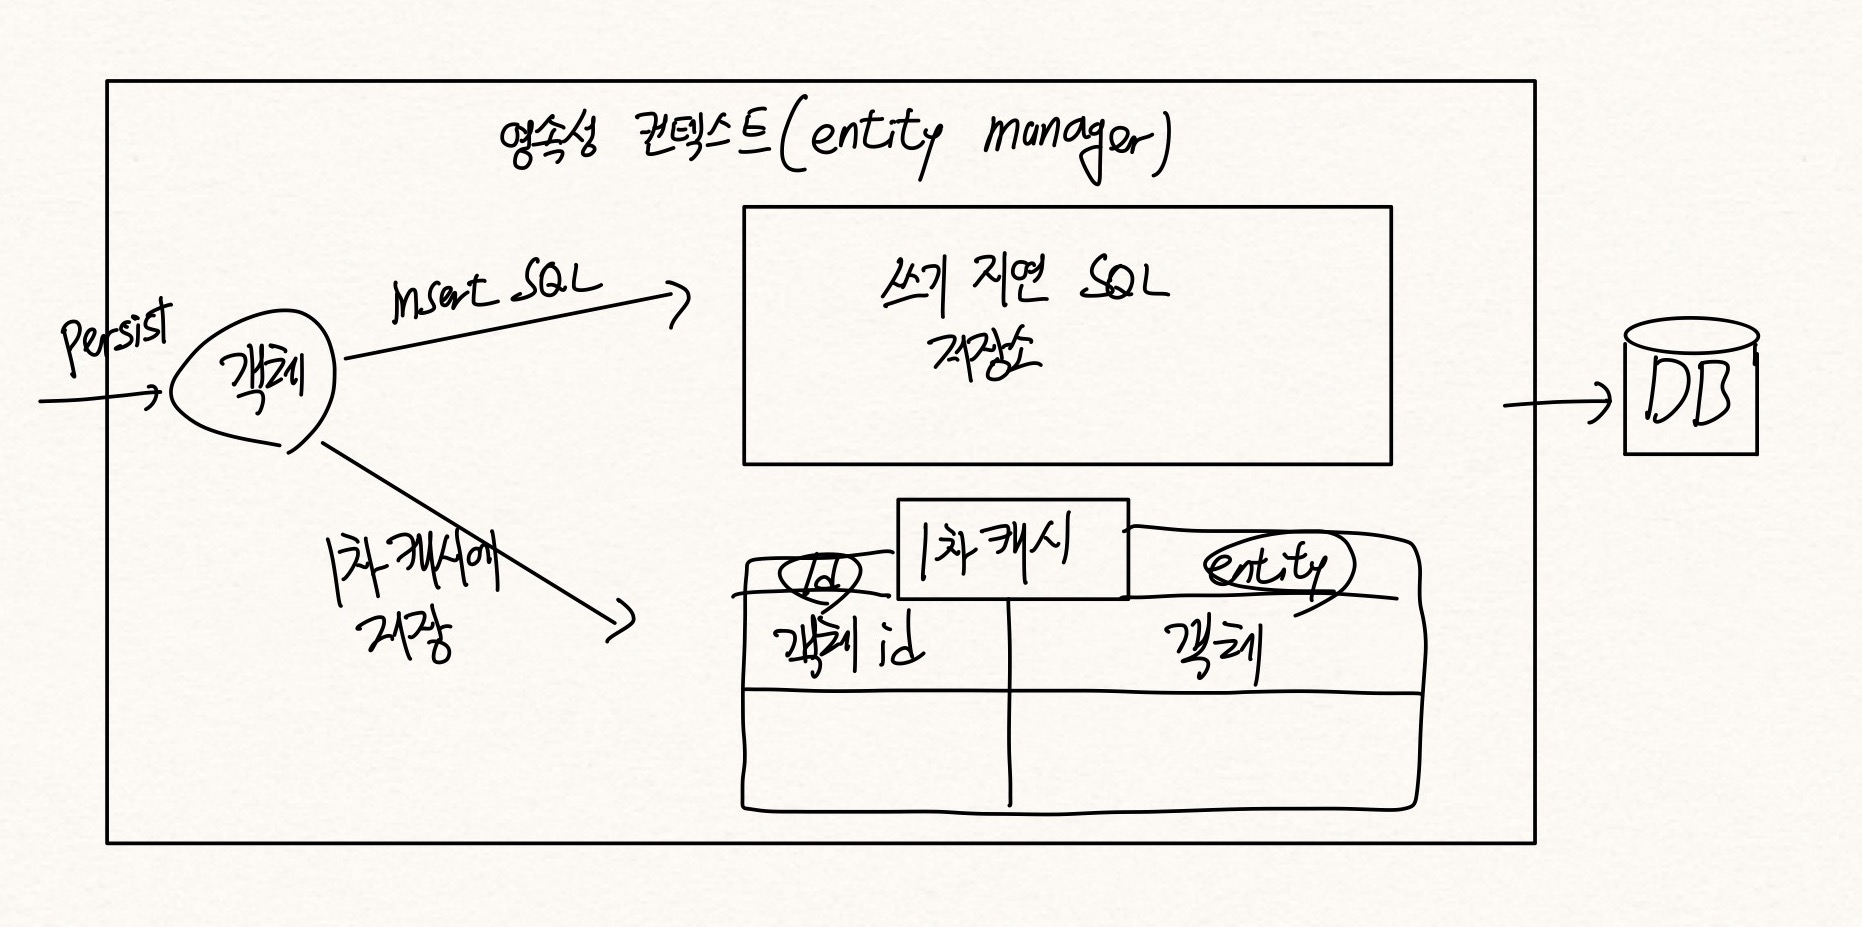 영속성 컨텍스트(entity manager)
Persist
객체
Insert SQL
쓰기 지연 SQL
저장소
DB
1차 캐시에
저장
1차 캐시
Id
entity
객체 id
객체